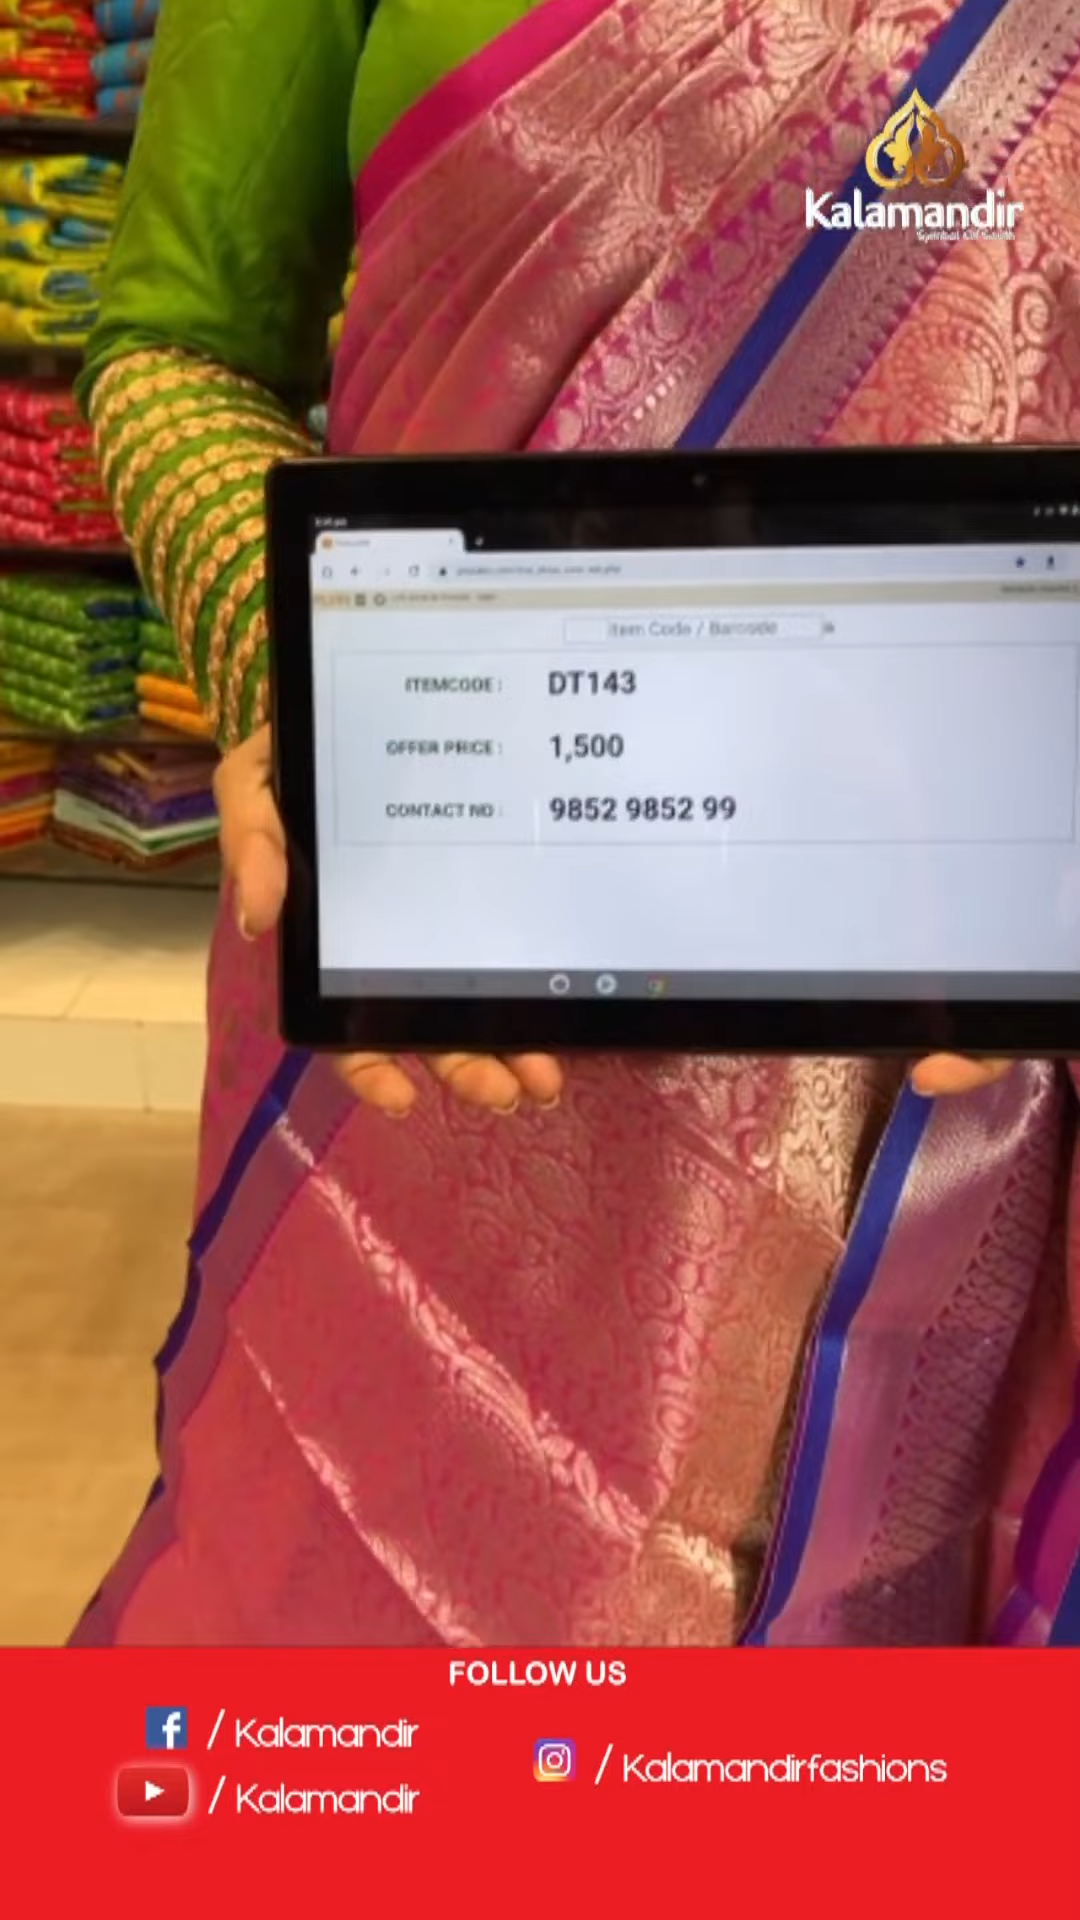 Kalamandir
Item Code / Barcode
ITEMCODE : DT143
OFFER PRICE : 1,500
CONTACT NO : 9852 9852 99
FOLLOW US
/ Kalamandir
/ Kalamandirfashions
/ Kalamandir